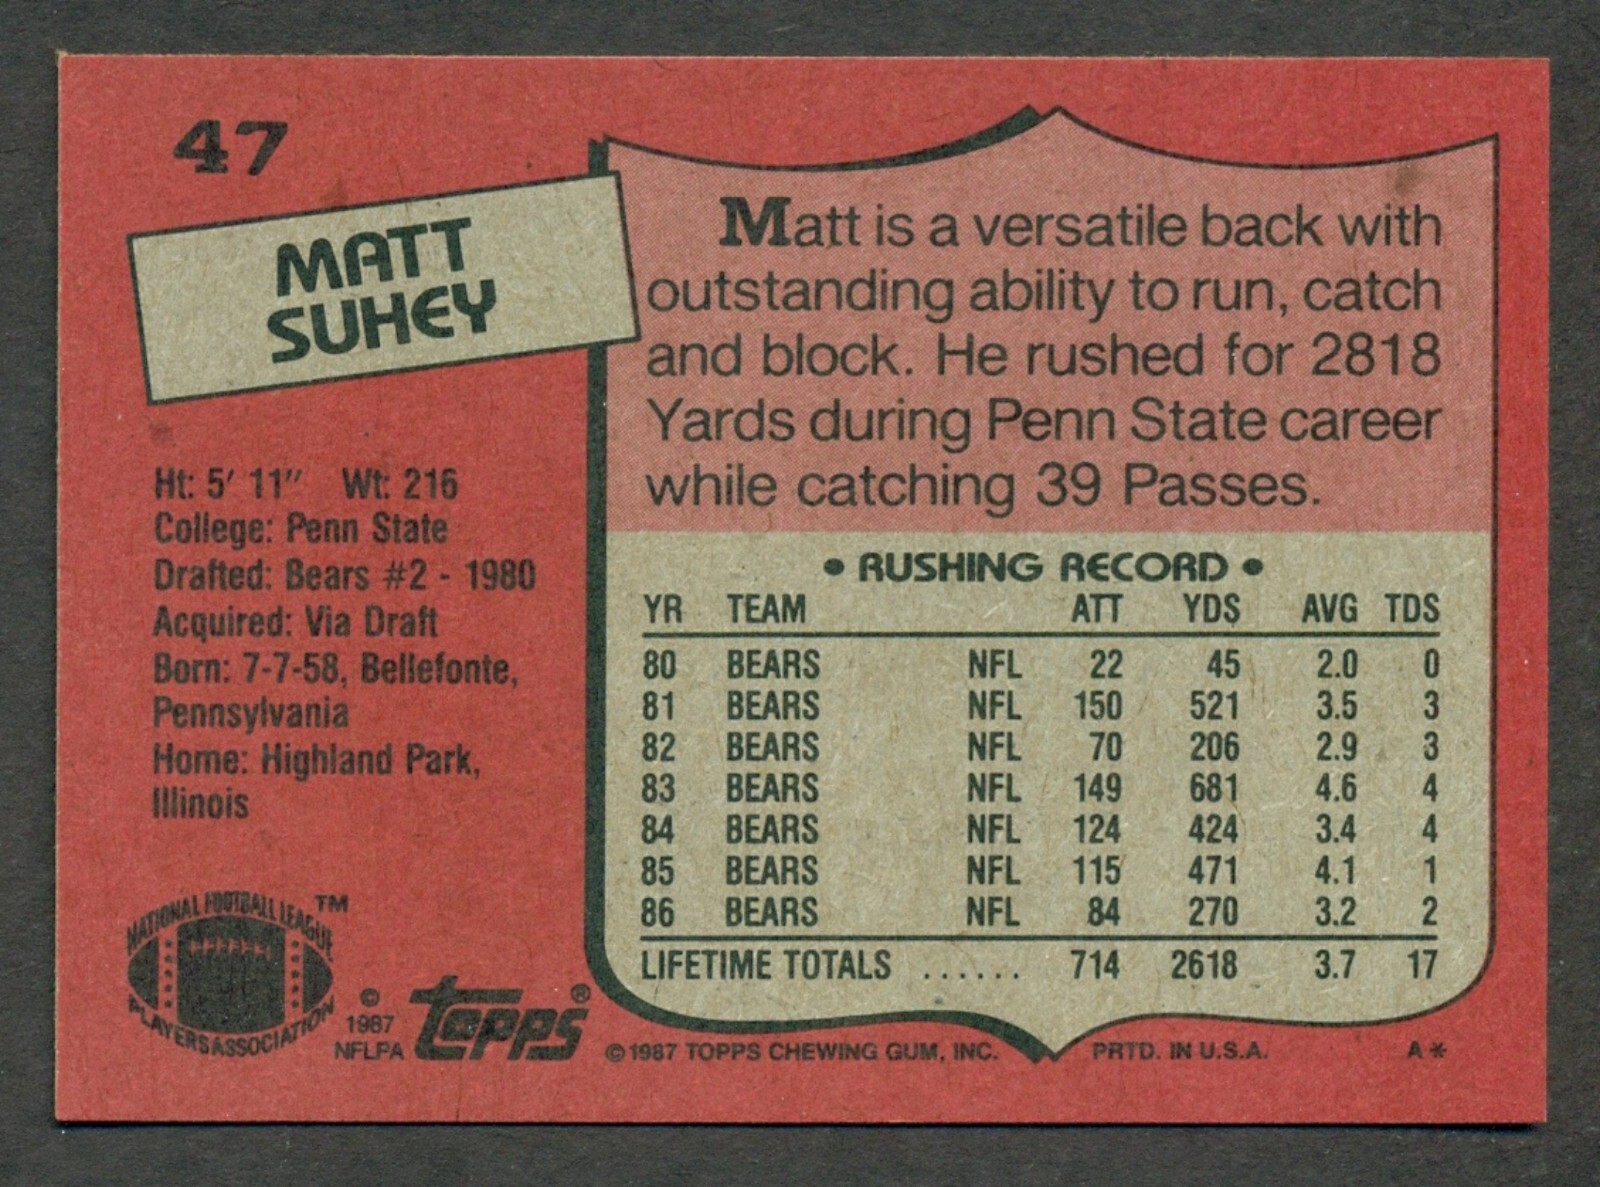 47
MATT
SUHEY
Ht: 5' 11" Wt: 216
College: Penn State
Drafted: Bears #2 - 1980
Acquired: Via Draft
Born: 7-7-58, Bellefonte,
Pennsylvania
Home: Highland Park,
Illinois
NATIONAL FOOTBALL LEAGUE ™
PLAYERS ASSOCIATION
© 1987 NFLPA
Topps ®
Matt is a versatile back with
outstanding ability to run, catch
and block. He rushed for 2818
Yards during Penn State career
while catching 39 Passes.
• RUSHING RECORD •
YR TEAM ATT YDS AVG TDS
80 BEARS NFL 22 45 2.0 0
81 BEARS NFL 150 521 3.5 3
82 BEARS NFL 70 206 2.9 3
83 BEARS NFL 149 681 4.6 4
84 BEARS NFL 124 424 3.4 4
85 BEARS NFL 115 471 4.1 1
86 BEARS NFL 84 270 3.2 2
LIFETIME TOTALS ...... 714 2618 3.7 17
© 1987 TOPPS CHEWING GUM, INC. PRTD. IN U.S.A. A*